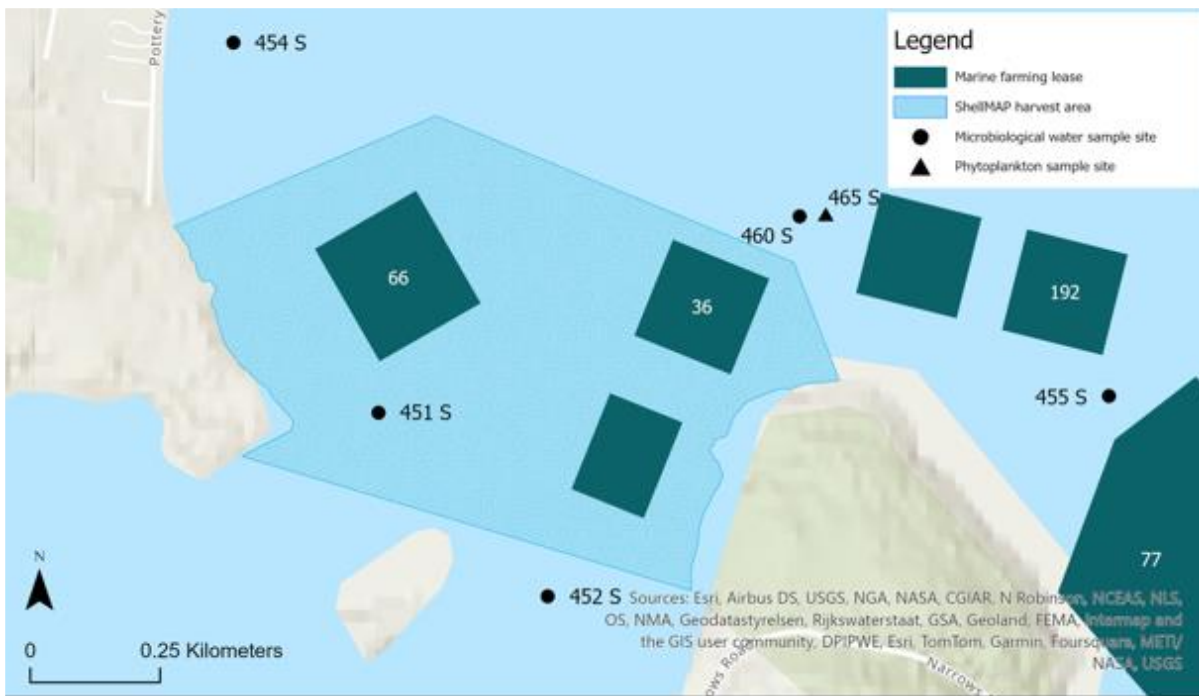 Pottery
454 S
Legend
Marine farming lease
ShellMAP harvest area
Microbiological water sample site
Phytoplankton sample site
465 S
460 S
66
36
192
451 S
455 S
77
452 S
N
0 0.25 Kilometers
Sources: Esri, Airbus DS, USGS, NGA, NASA, CGIAR, N Robinson, NCEAS, NLS,
OS, NMA, Geodatastyrelsen, Rijkswaterstaat, GSA, Geoland, FEMA, Intermap and
the GIS user community, DPIPWE, Esri, TomTom, Garmin, Foursquare, METI/
NASA, USGS
ows Road
Narrows